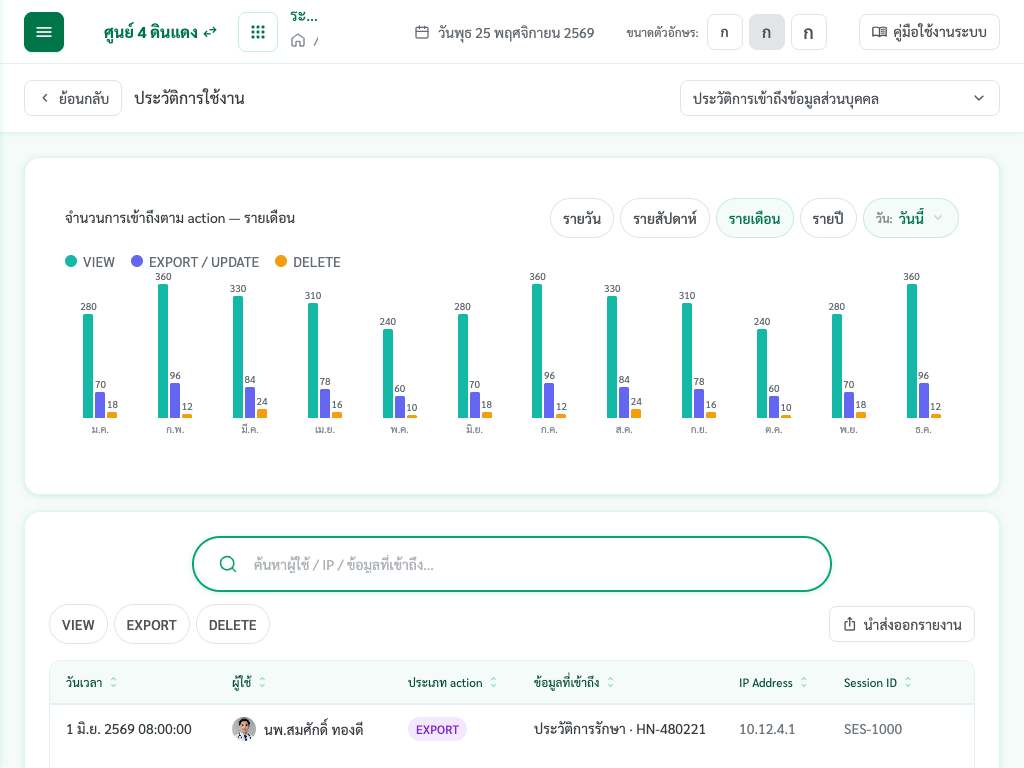 ศูนย์ 4 ดินแดง
ระ...
/
วันพุธ 25 พฤศจิกายน 2569
ขนาดตัวอักษร:
ก
ก
ก
คู่มือใช้งานระบบ
ย้อนกลับ
ประวัติการใช้งาน
ประวัติการเข้าถึงข้อมูลส่วนบุคคล
จำนวนการเข้าถึงตาม action — รายเดือน
รายวัน
รายสัปดาห์
รายเดือน
รายปี
วัน: วันนี้
VIEW
EXPORT / UPDATE
DELETE
280 70 18
360 96 12
330 84 24
310 78 16
240 60 10
280 70 18
360 96 12
330 84 24
310 78 16
240 60 10
280 70 18
360 96 12
ม.ค. ก.พ. มี.ค. เม.ย. พ.ค. มิ.ย. ก.ค. ส.ค. ก.ย. ต.ค. พ.ย. ธ.ค.
ค้นหาผู้ใช้ / IP / ข้อมูลที่เข้าถึง...
VIEW
EXPORT
DELETE
นำส่งออกรายงาน
วันเวลา ผู้ใช้ ประเภท action ข้อมูลที่เข้าถึง IP Address Session ID
1 มิ.ย. 2569 08:00:00 นพ.สมศักดิ์ ทองดี EXPORT ประวัติการรักษา · HN-480221 10.12.4.1 SES-1000